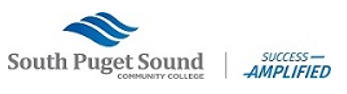 South Puget Sound
COMMUNITY COLLEGE
SUCCESS
AMPLIFIED